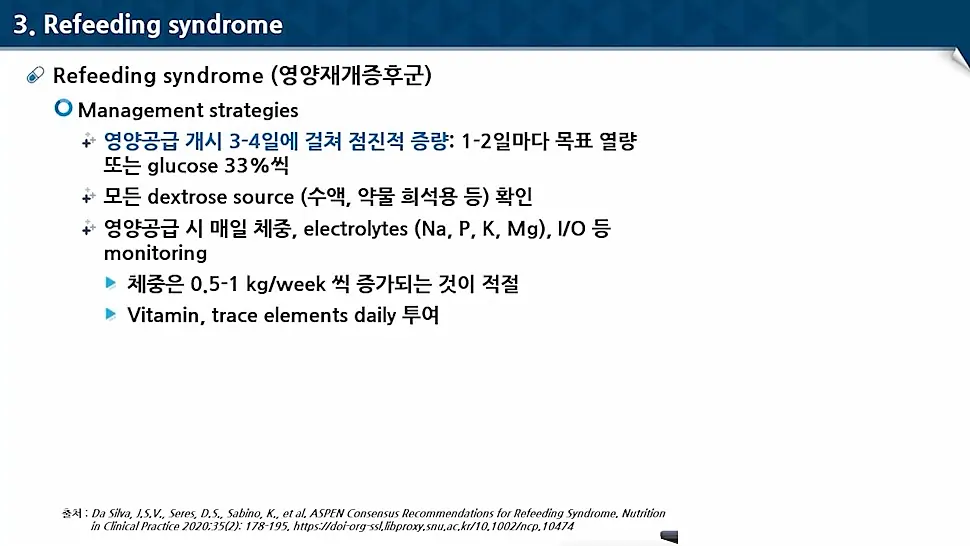 3. Refeeding syndrome
Refeeding syndrome (영양재개증후군)
Management strategies
영양공급 개시 3-4일에 걸쳐 점진적 증량: 1-2일마다 목표 열량
또는 glucose 33%씩
모든 dextrose source (수액, 약물 희석용 등) 확인
영양공급 시 매일 체중, electrolytes (Na, P, K, Mg), I/O 등
monitoring
체중은 0.5-1 kg/week 씩 증가되는 것이 적절
Vitamin, trace elements daily 투여
출처 : Da Silva, J.S.V., Seres, D.S., Sabino, K., et al. ASPEN Consensus Recommendations for Refeeding Syndrome. Nutrition
in Clinical Practice 2020;35(2): 178-195. https://doi-org-ssl.libproxy.snu.ac.kr/10.1002/ncp.10474